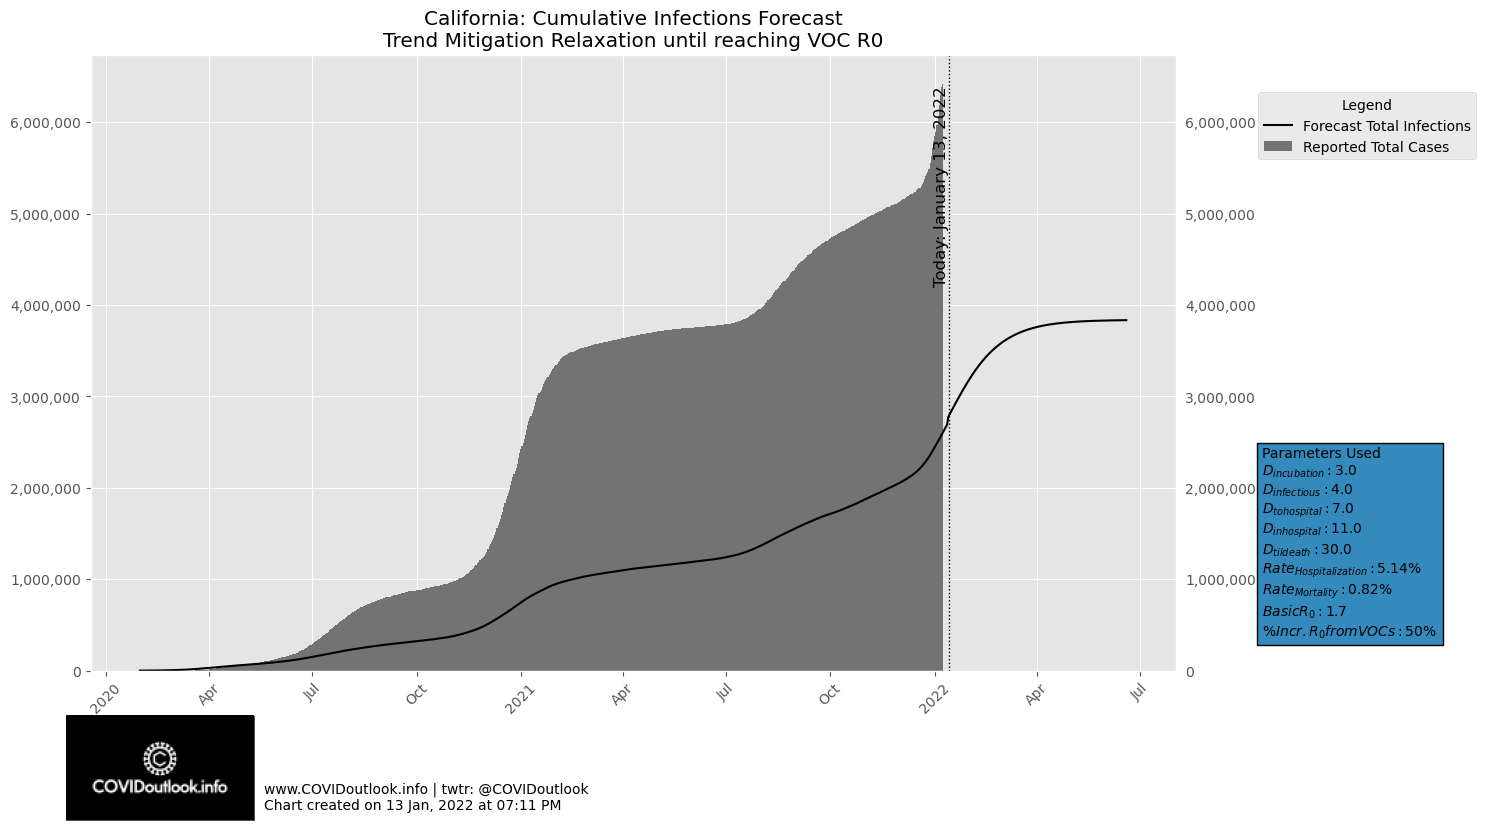 California: Cumulative Infections Forecast
Trend Mitigation Relaxation until reaching VOC R0
6,000,000
5,000,000
4,000,000
3,000,000
2,000,000
1,000,000
0
6,000,000
5,000,000
4,000,000
3,000,000
2,000,000
1,000,000
0
Today: January 13, 2022
2020
Apr
Jul
Oct
2021
Apr
Jul
Oct
2022
Apr
Jul
Legend
Forecast Total Infections
Reported Total Cases
Parameters Used
D_incubation : 3.0
D_infectious : 4.0
D_tohospital : 7.0
D_inhospital : 11.0
D_tildeath : 30.0
Rate_Hospitalization : 5.14%
Rate_Mortality : 0.82%
BasicR_0 : 1.7
%Incr.R_0fromVOCs : 50%
COVIDoutlook.info
www.COVIDoutlook.info | twtr: @COVIDoutlook
Chart created on 13 Jan, 2022 at 07:11 PM